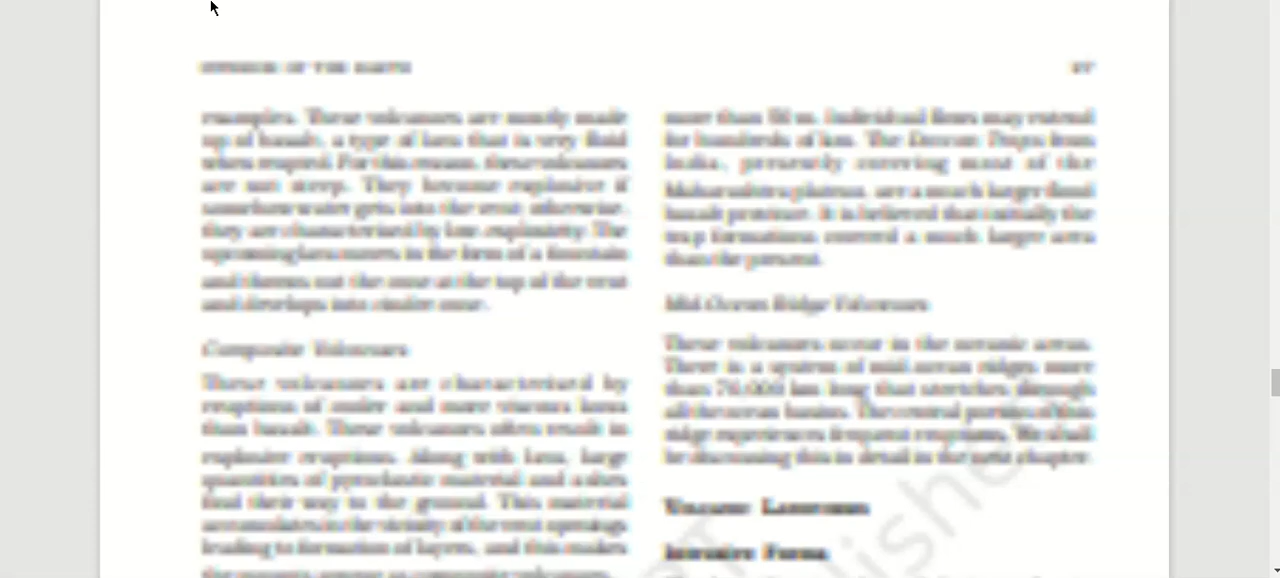 INTERIOR OF THE EARTH
examples. These volcanoes are mostly made
up of basalt, a type of lava that is very fluid
when erupted. For this reason, these volcanoes
are not steep. They become explosive if
somehow water gets into the vent; otherwise,
they are characterised by low-explosivity. The
upcoming lava moves in the form of a fountain
and throws out the cone at the top of the vent
and develops into cinder cone.
Composite Volcanoes
These volcanoes are characterised by
eruptions of cooler and more viscous lavas
than basalt. These volcanoes often result in
explosive eruptions. Along with lava, large
quantities of pyroclastic material and ashes
find their way to the ground. This material
accumulates in the vicinity of the vent openings
leading to formation of layers, and this makes
more than 50 m. Individual flows may extend
for hundreds of km. The Deccan Traps from
India, presently covering most of the
Maharashtra plateau, are a much larger flood
basalt province. It is believed that initially the
trap formations covered a much larger area
than the present.
Mid-Ocean Ridge Volcanoes
These volcanoes occur in the oceanic areas.
There is a system of mid-ocean ridges more
than 70,000 km long that stretches through
all the ocean basins. The central portion of this
ridge experiences frequent eruptions. We shall
be discussing this in detail in the next chapter.
VOLCANIC LANDFORMS
Intrusive Forms